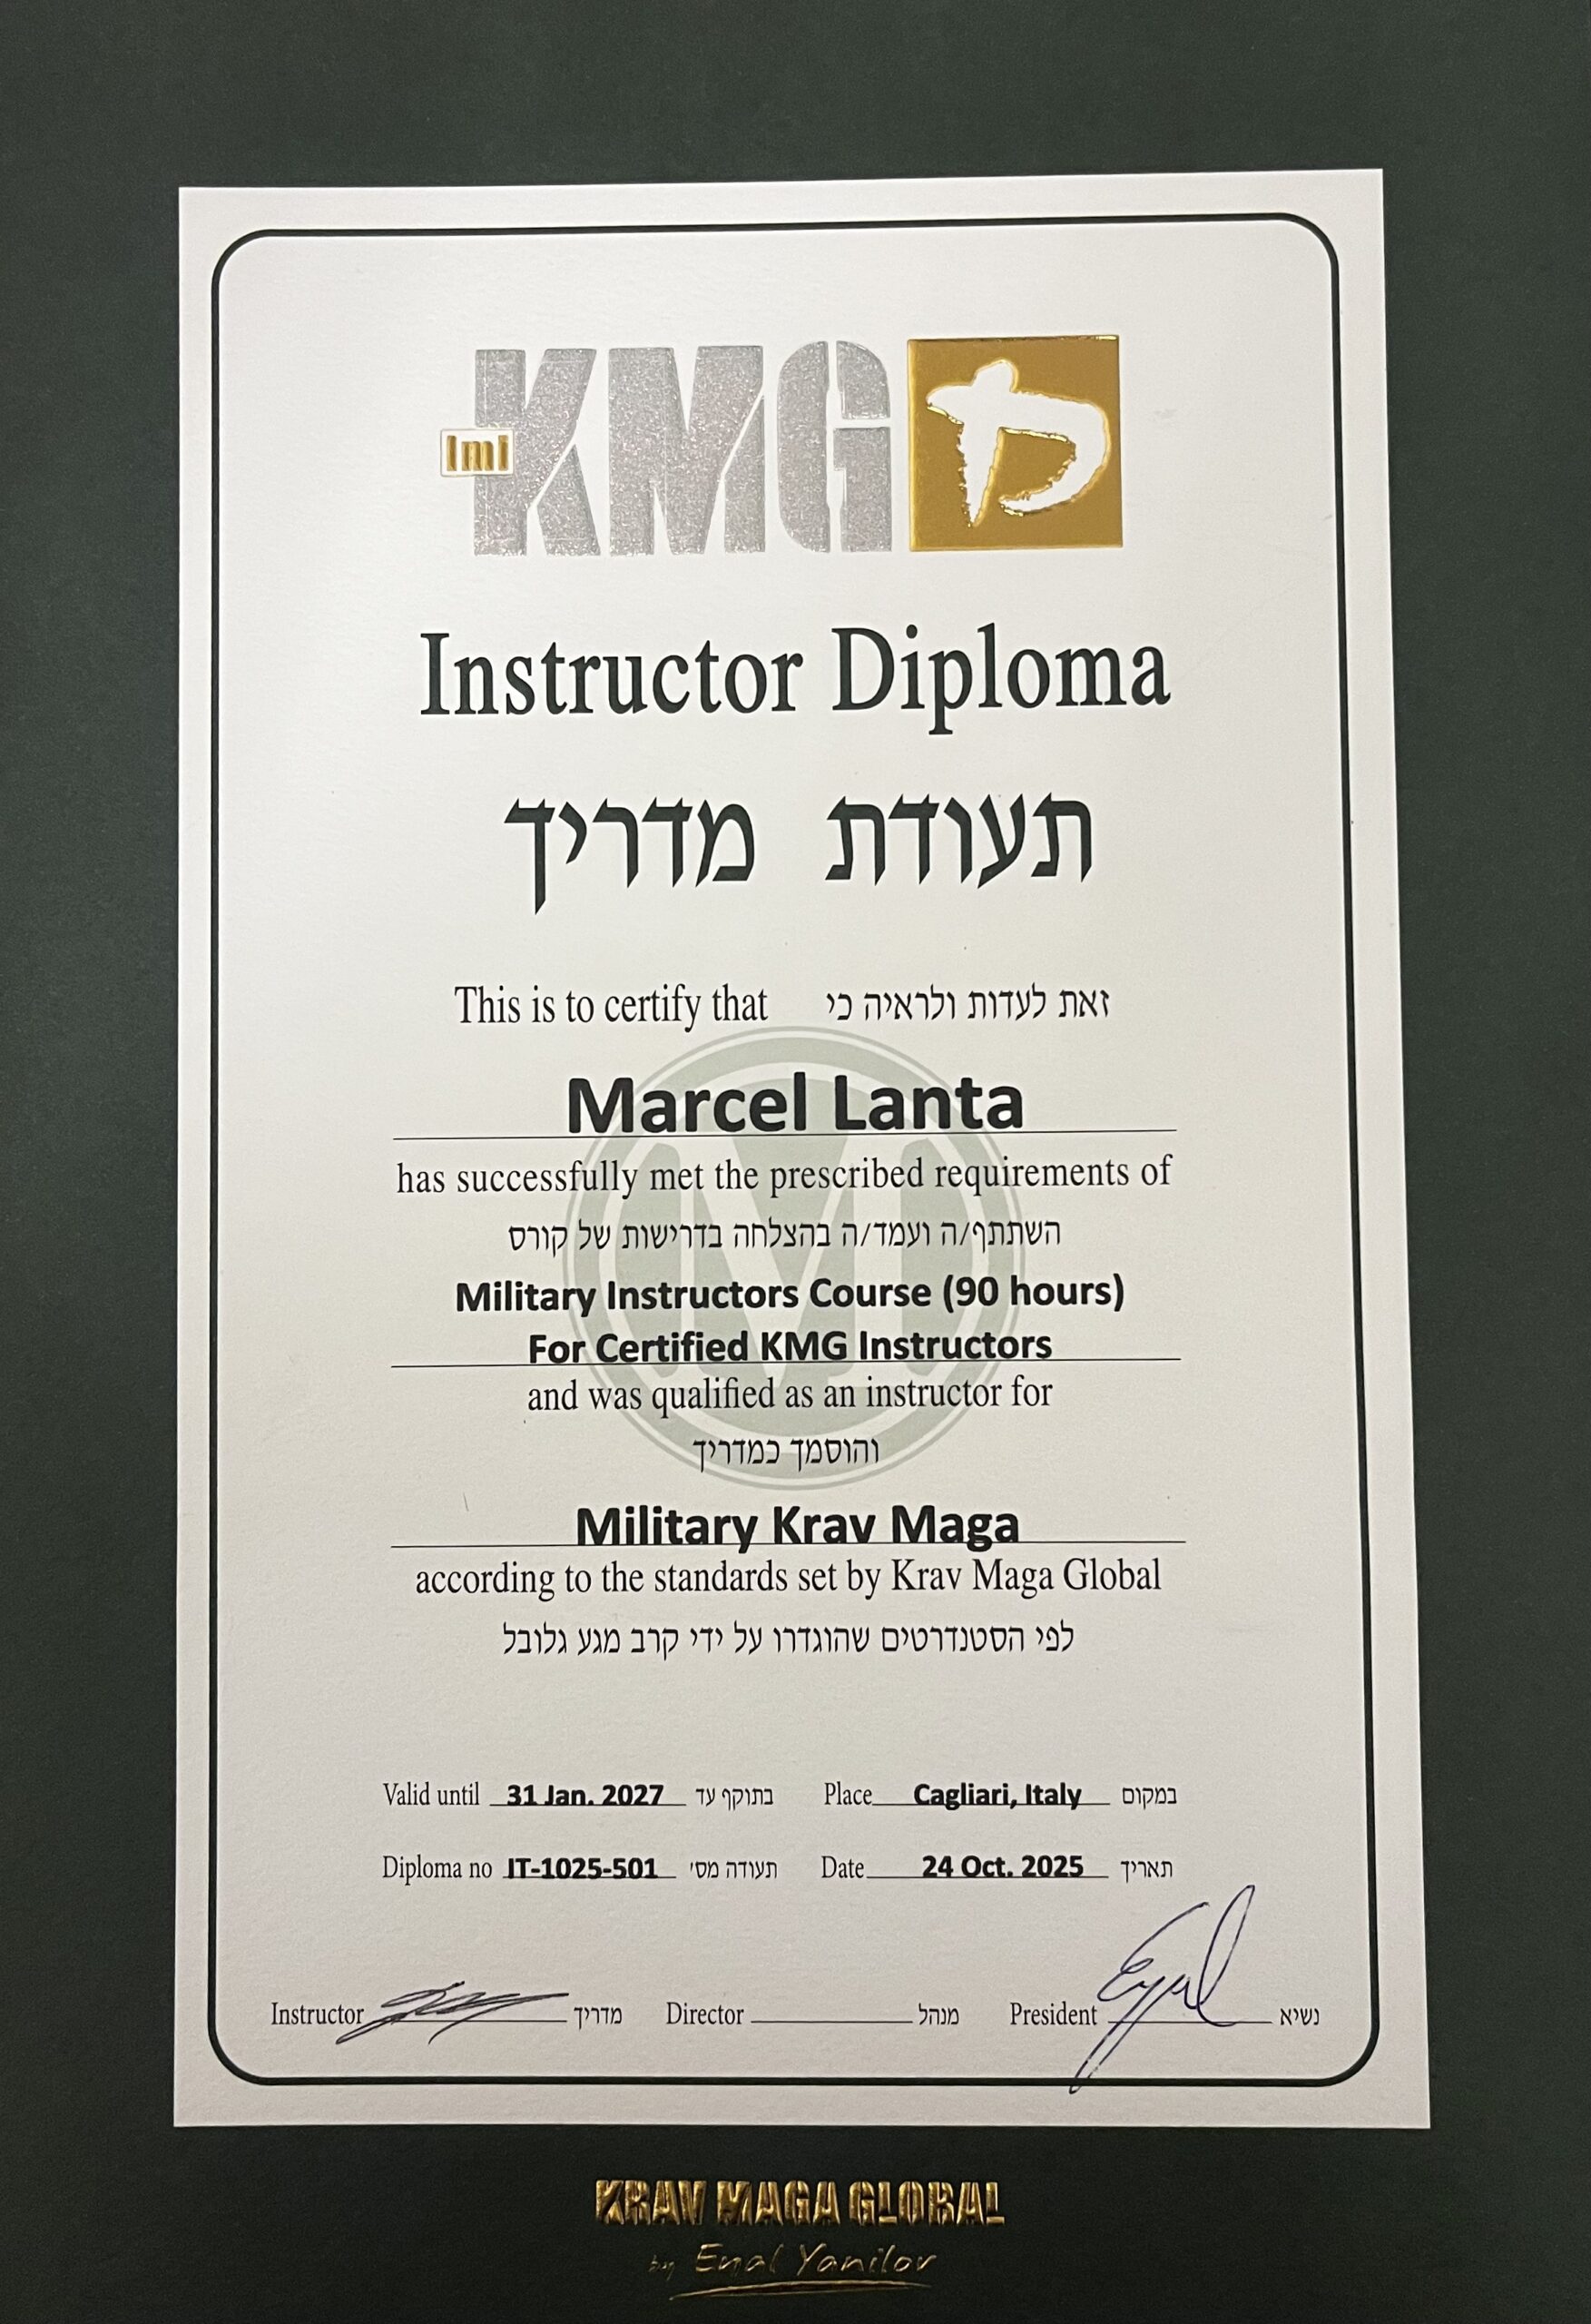 Imi KMG
Instructor Diploma
תעודת מדריך
This is to certify that זאת לעדות ולראיה כי
Marcel Lanta
has successfully met the prescribed requirements of
השתתף/ה ועמד/ה בהצלחה בדרישות של קורס
Military Instructors Course (90 hours)
For Certified KMG Instructors
and was qualified as an instructor for
והוסמך כמדריך
Military Krav Maga
according to the standards set by Krav Maga Global
לפי הסטנדרטים שהוגדרו על ידי קרב מגע גלובל
Valid until 31 Jan. 2027 בתוקף עד Place Cagliari, Italy במקום
Diploma no IT-1025-501 תעודה מס' Date 24 Oct. 2025 תאריך
Instructor מדריך Director מנהל President Eyal נשיא
KRAV MAGA GLOBAL
by Eyal Yanilov